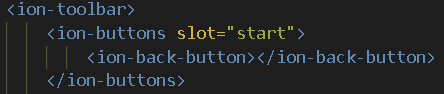 <ion-toolbar>
<ion-buttons slot="start">
<ion-back-button></ion-back-button>
</ion-buttons>